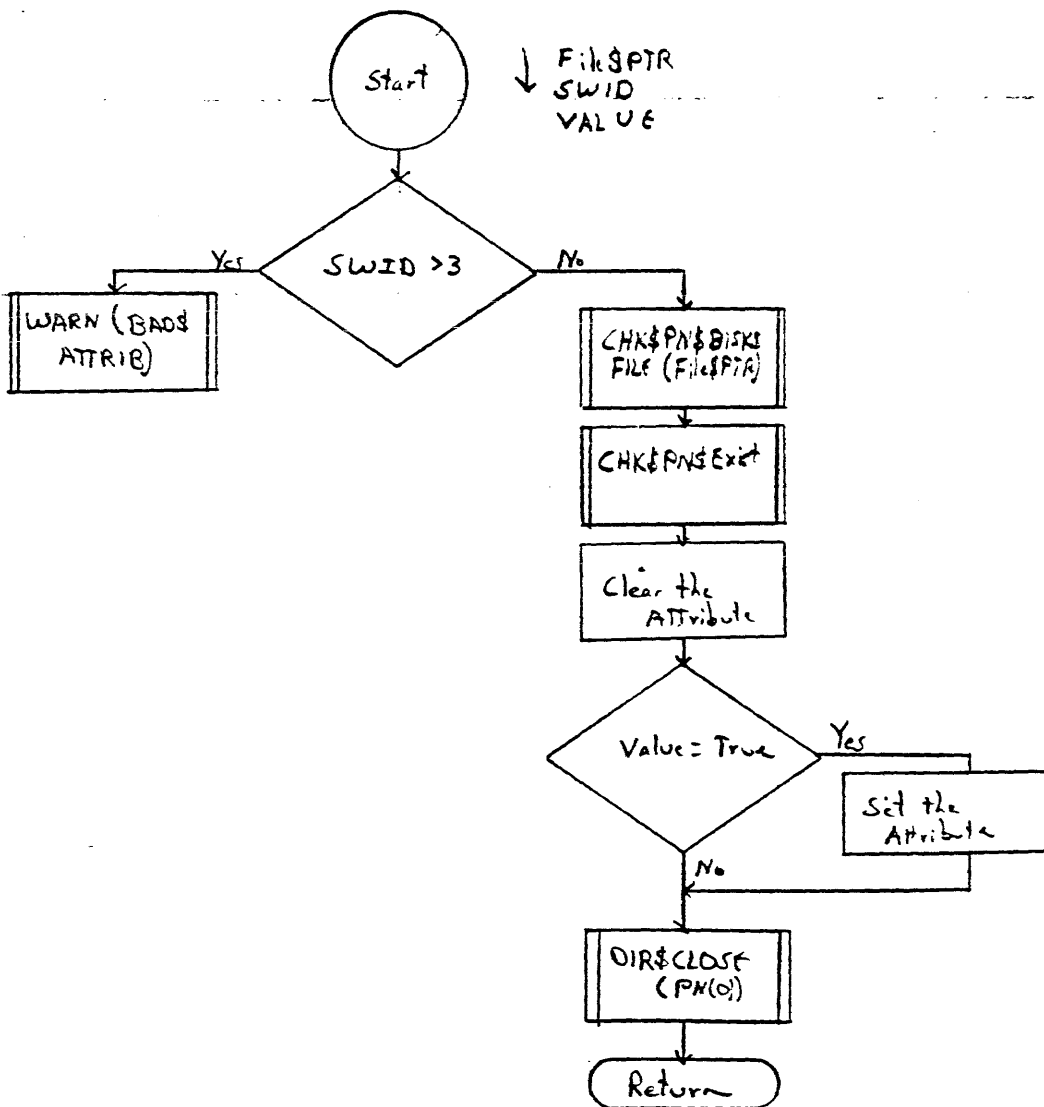 Start
File$PTR
SWID
VALUE
SWID >3
Yes
No
WARN (BAD$
ATTRIB)
CHK$PN$DISK$
FILE (File$PTR)
CHK$PN$Exist
Clear the
ATTribute
Value = True
Yes
Set the
Attribute
No
DIR$CLOSE
(PN(0))
Return